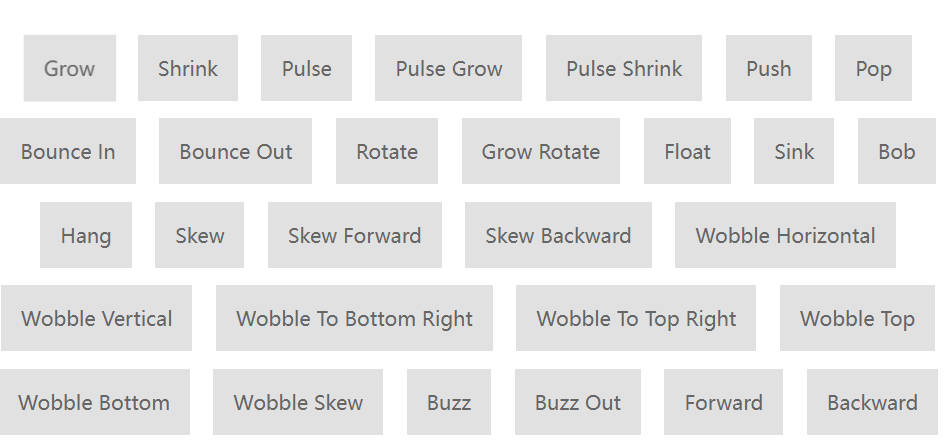 Grow Shrink Pulse Pulse Grow Pulse Shrink Push Pop
Bounce In Bounce Out Rotate Grow Rotate Float Sink Bob
Hang Skew Skew Forward Skew Backward Wobble Horizontal
Wobble Vertical Wobble To Bottom Right Wobble To Top Right Wobble Top
Wobble Bottom Wobble Skew Buzz Buzz Out Forward Backward